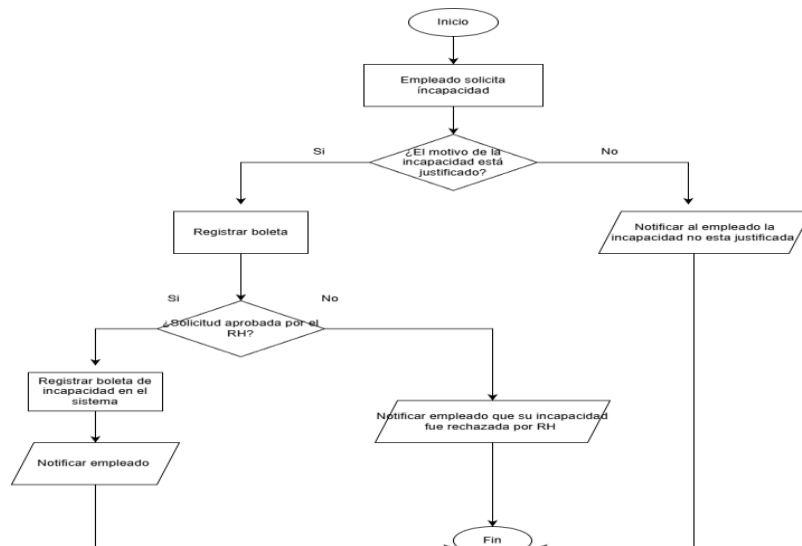 Inicio
Empleado solicita
íncapacidad
¿El motivo de la
incapacidad está
justificado?
Si
No
Registrar boleta
Notificar al empleado la
incapacidad no esta justificada
Si
No
¿Solicitud aprobada por el
RH?
Registrar boleta de
incapacidad en el
sistema
Notificar empleado que su incapacidad
fue rechazada por RH
Notificar empleado
Fin